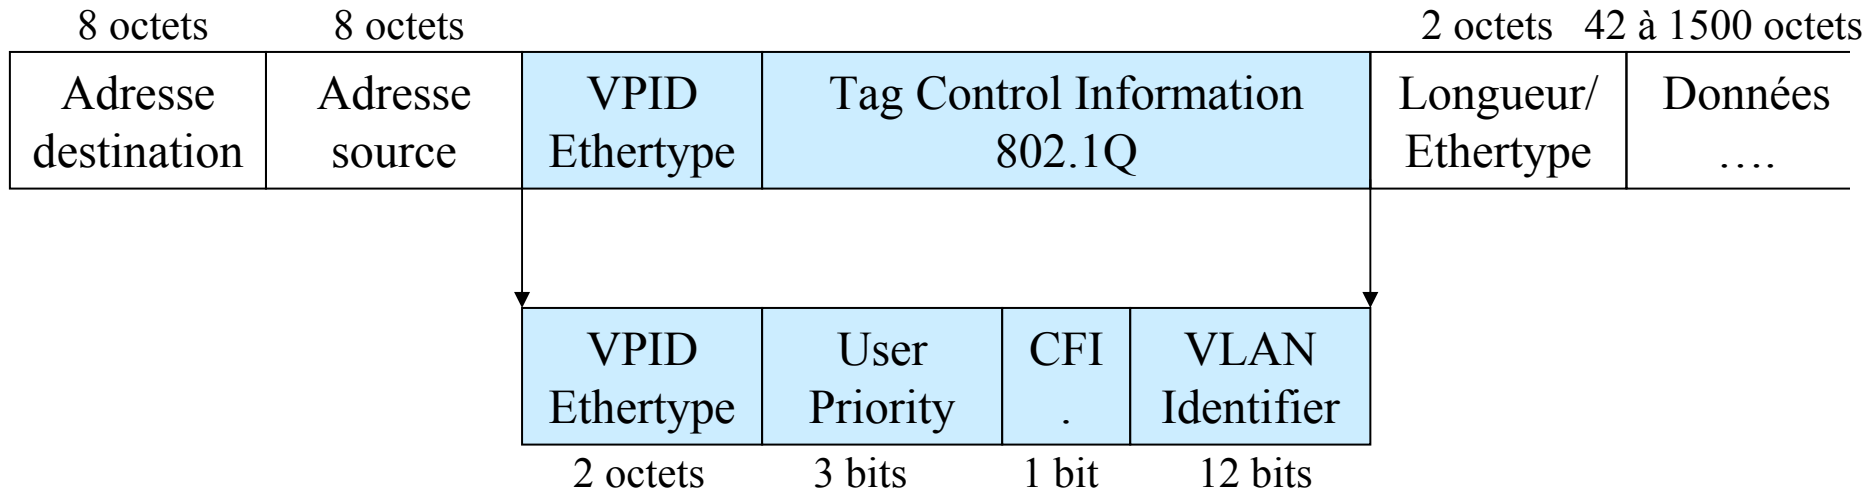 8 octets 8 octets 2 octets 42 à 1500 octets
Adresse Adresse VPID Tag Control Information Longueur/ Données
destination source Ethertype 802.1Q Ethertype ....
VPID User CFI VLAN
Ethertype Priority . Identifier
2 octets 3 bits 1 bit 12 bits